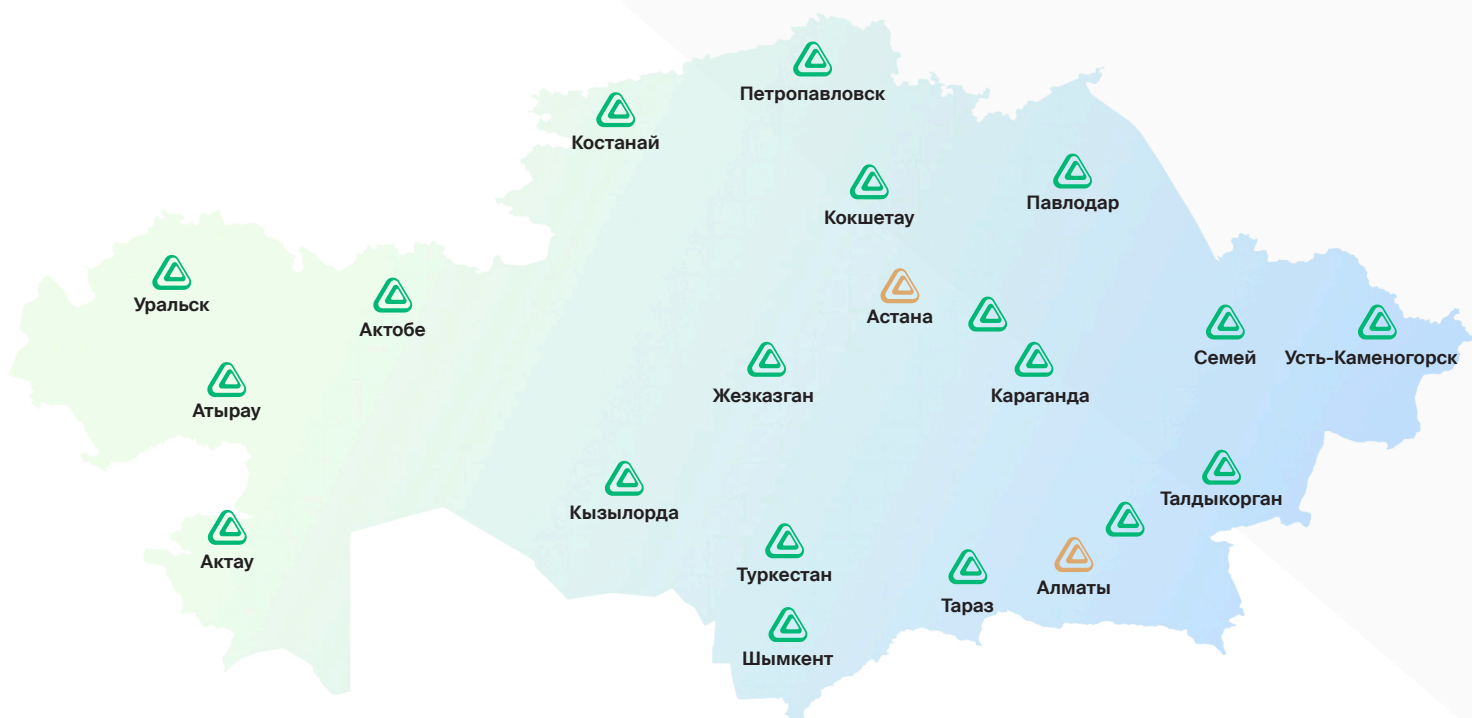 Петропавловск
Костанай
Павлодар
Кокшетау
Уральск
Астана
Актобе
Семей
Усть-Каменогорск
Жезказган
Караганда
Атырау
Талдыкорган
Кызылорда
Актау
Туркестан
Алматы
Тараз
Шымкент